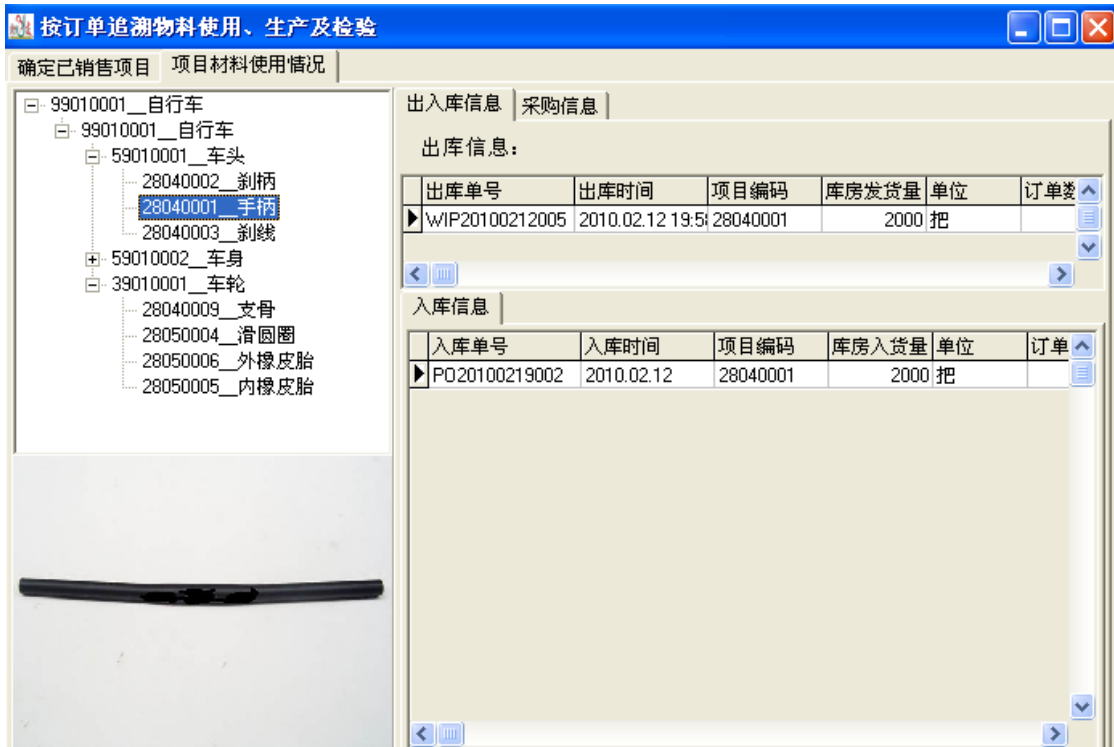 按订单追溯物料使用、生产及检验
确定已销售项目 项目材料使用情况
99010001__自行车
99010001__自行车
59010001__车头
28040002__刹柄
28040001__手柄
28040003__刹线
59010002__车身
39010001__车轮
28040009__支骨
28050004__滑圆圈
28050006__外橡皮胎
28050005__内橡皮胎
出入库信息 采购信息
出库信息：
出库单号 出库时间 项目编码 库房发货量 单位 订单数
WIP20100212005 2010.02.12 19:5 28040001 2000 把
入库信息
入库单号 入库时间 项目编码 库房入货量 单位 订单
PO20100219002 2010.02.12 28040001 2000 把